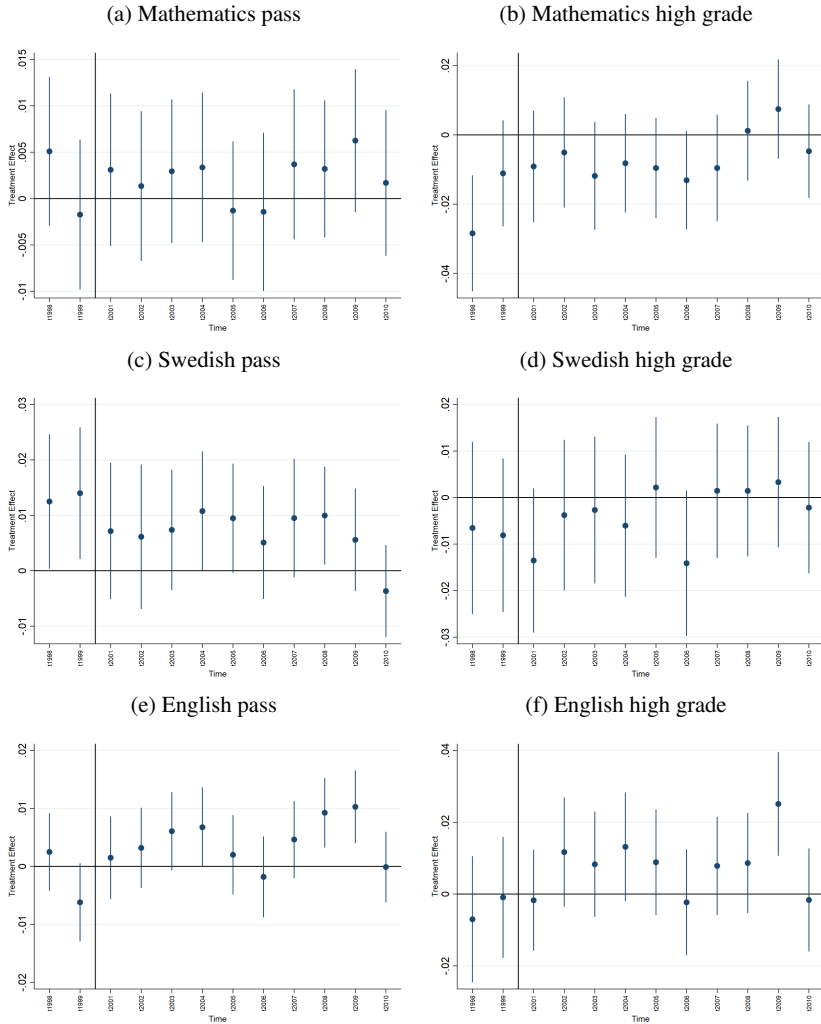 (a) Mathematics pass
(b) Mathematics high grade
Treatment Effect
.015
.01
.005
0
-.005
-.01
t1998 t1999 t2001 t2002 t2003 t2004 t2005 t2006 t2007 t2008 t2009 t2010
Time
Treatment Effect
.02
0
-.02
-.04
t1998 t1999 t2001 t2002 t2003 t2004 t2005 t2006 t2007 t2008 t2009 t2010
Time
(c) Swedish pass
(d) Swedish high grade
Treatment Effect
.03
.02
.01
0
-.01
t1998 t1999 t2001 t2002 t2003 t2004 t2005 t2006 t2007 t2008 t2009 t2010
Time
Treatment Effect
.02
.01
0
-.01
-.02
-.03
t1998 t1999 t2001 t2002 t2003 t2004 t2005 t2006 t2007 t2008 t2009 t2010
Time
(e) English pass
(f) English high grade
Treatment Effect
.02
.01
0
-.01
-.02
t1998 t1999 t2001 t2002 t2003 t2004 t2005 t2006 t2007 t2008 t2009 t2010
Time
Treatment Effect
.04
.02
0
-.02
t1998 t1999 t2001 t2002 t2003 t2004 t2005 t2006 t2007 t2008 t2009 t2010
Time